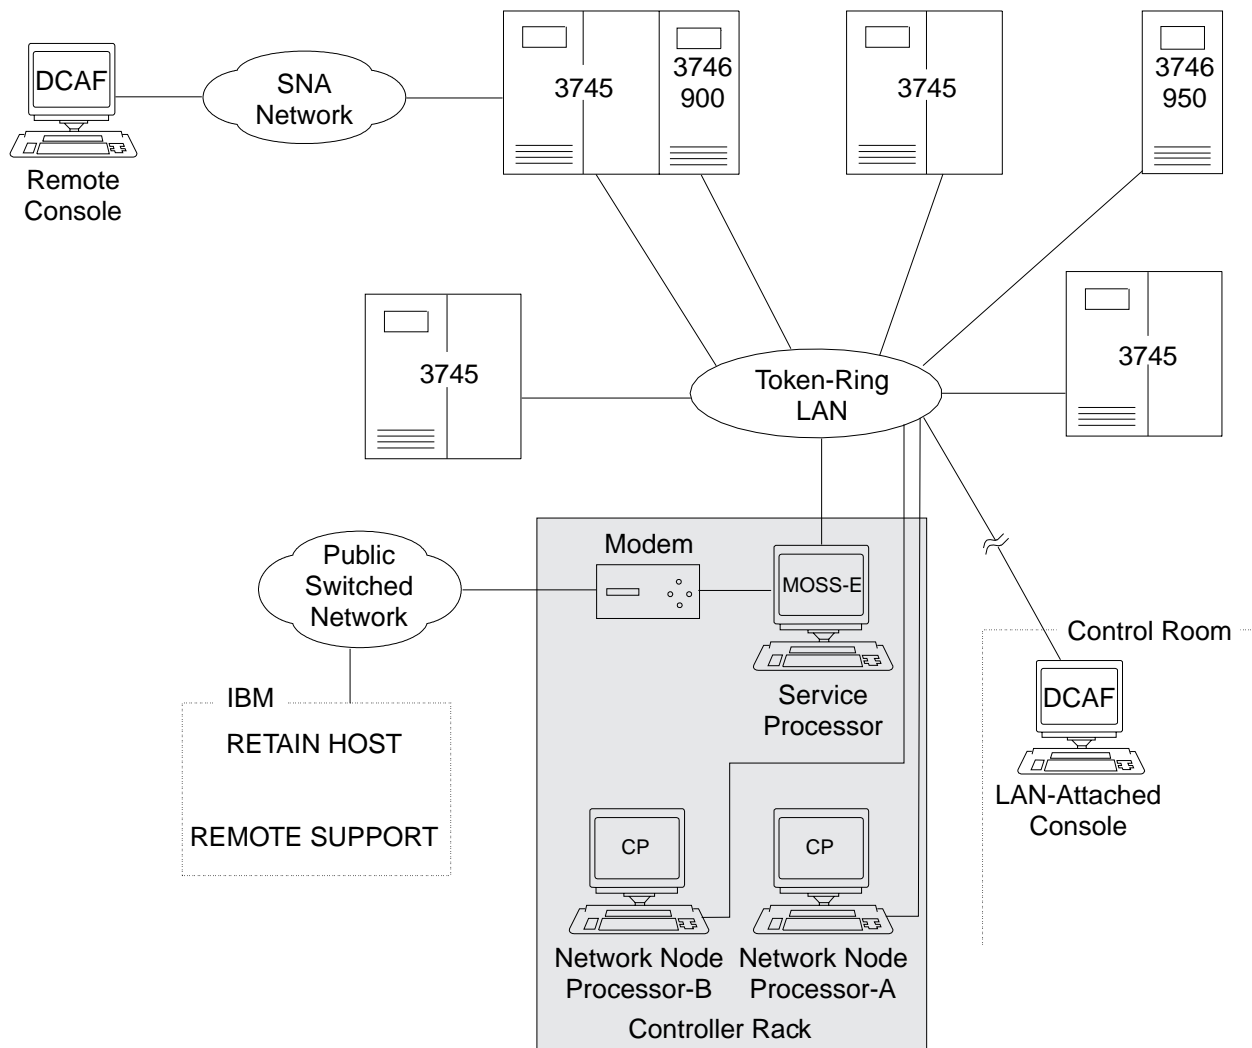 DCAF
Remote
Console
SNA
Network
3745
3746
900
3745
3746
950
3745
Token-Ring
LAN
3745
Public
Switched
Network
Modem
MOSS-E
Service
Processor
Control Room
DCAF
LAN-Attached
Console
IBM
RETAIN HOST
REMOTE SUPPORT
CP
CP
Network Node
Processor-B
Network Node
Processor-A
Controller Rack